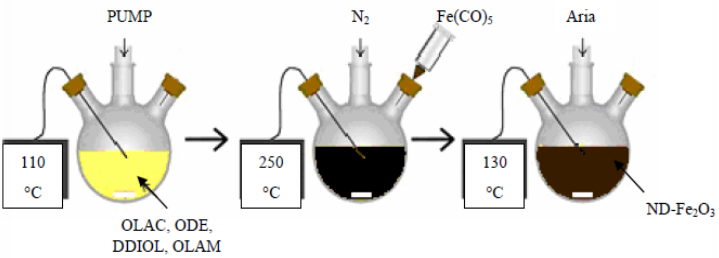 PUMP
N2
Fe(CO)5
Aria
110
°C
250
°C
130
°C
OLAC, ODE,
DDIOL, OLAM
ND-Fe2O3